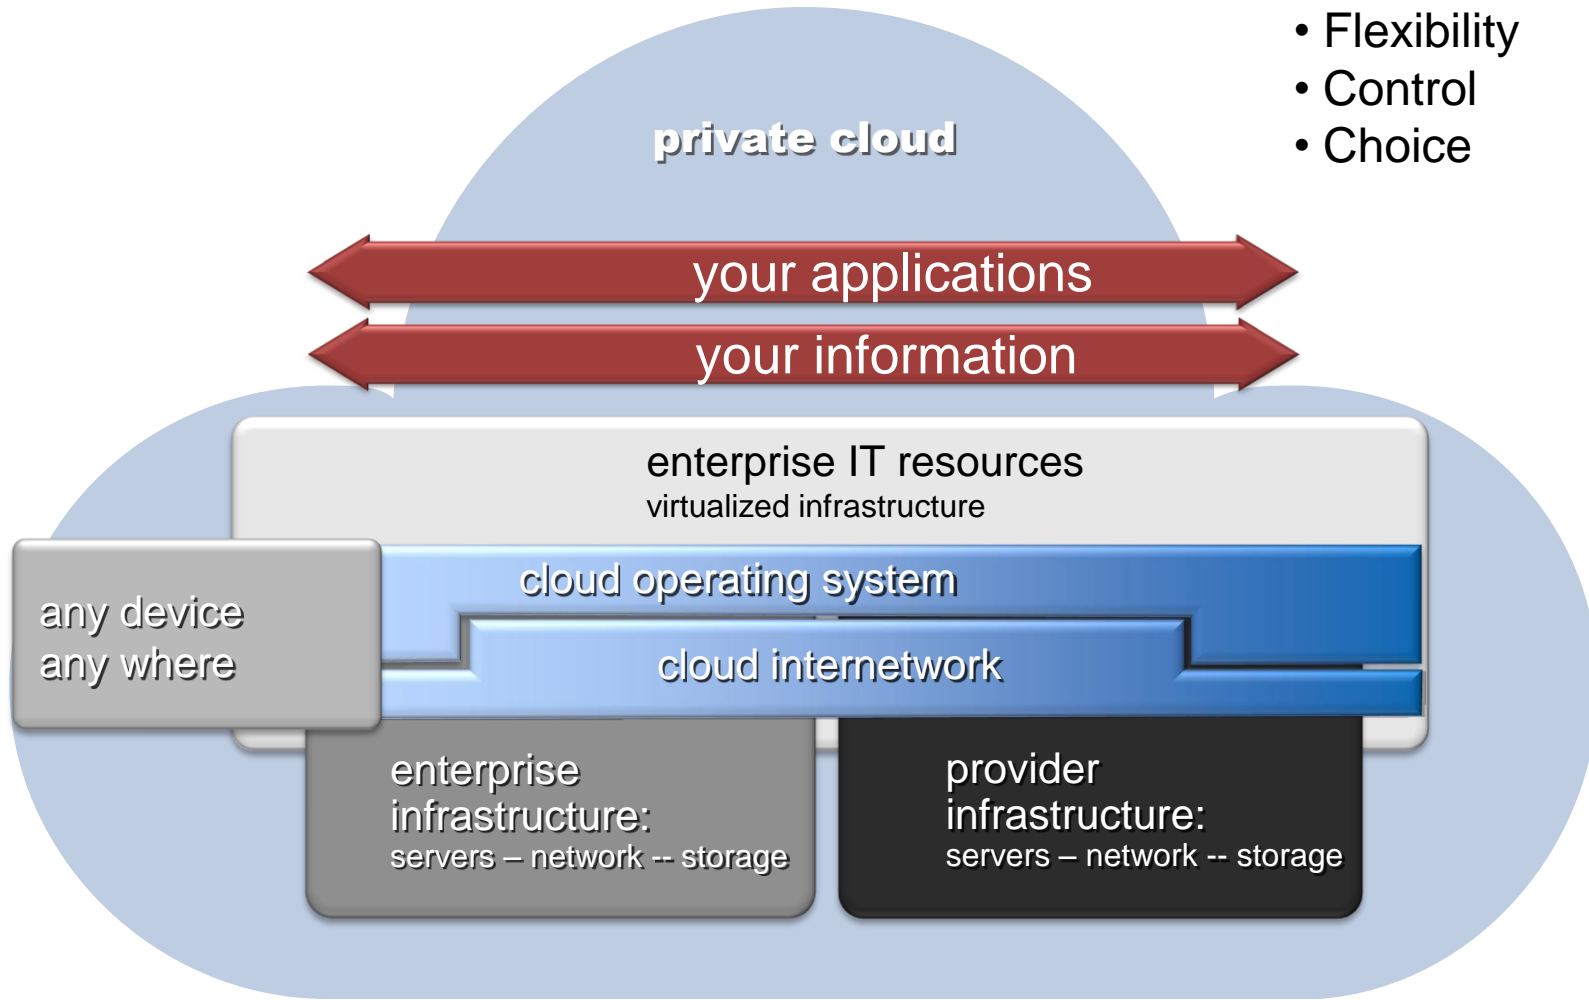 • Flexibility
• Control
• Choice
private cloud
your applications
your information
enterprise IT resources
virtualized infrastructure
cloud operating system
any device
any where
cloud internetwork
enterprise
infrastructure:
servers – network -- storage
provider
infrastructure:
servers – network -- storage